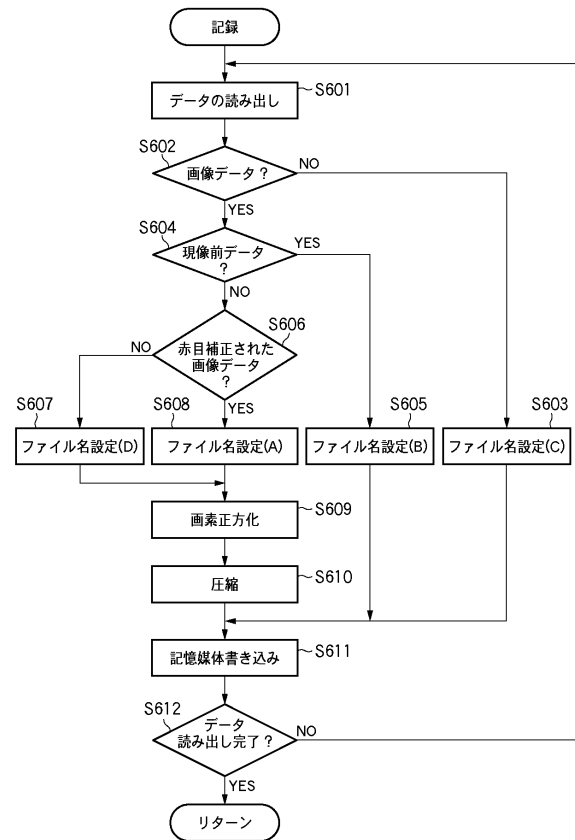 記録
データの読み出し
S601
S602
画像データ?
NO
YES
S604
現像前データ
?
YES
NO
S606
赤目補正された
画像データ
?
NO
YES
S607
ファイル名設定(D)
S608
ファイル名設定(A)
S605
ファイル名設定(B)
S603
ファイル名設定(C)
画素正方化
S609
圧縮
S610
記憶媒体書き込み
S611
S612
データ
読み出し完了?
NO
YES
リターン